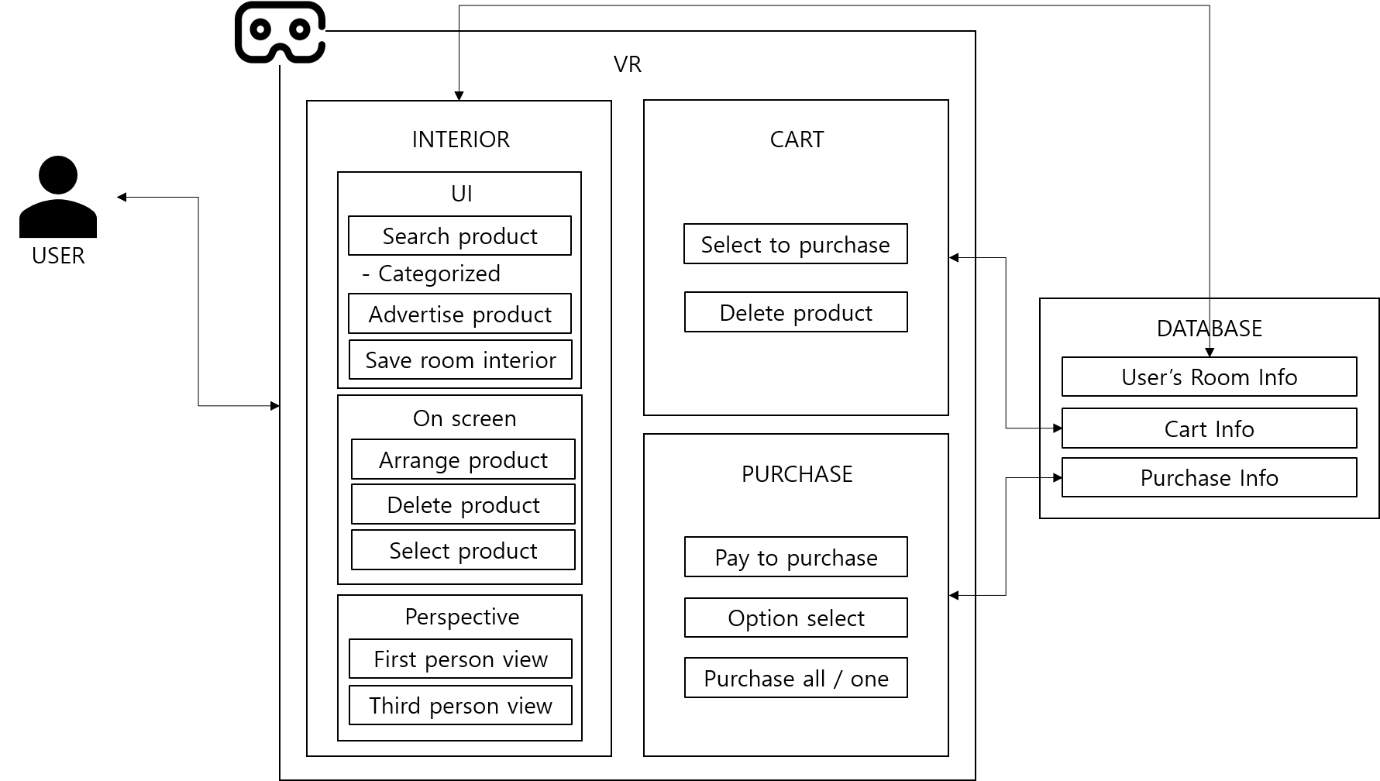 VR
USER
INTERIOR
UI
Search product
- Categorized
Advertise product
Save room interior
On screen
Arrange product
Delete product
Select product
Perspective
First person view
Third person view
CART
Select to purchase
Delete product
PURCHASE
Pay to purchase
Option select
Purchase all / one
DATABASE
User’s Room Info
Cart Info
Purchase Info